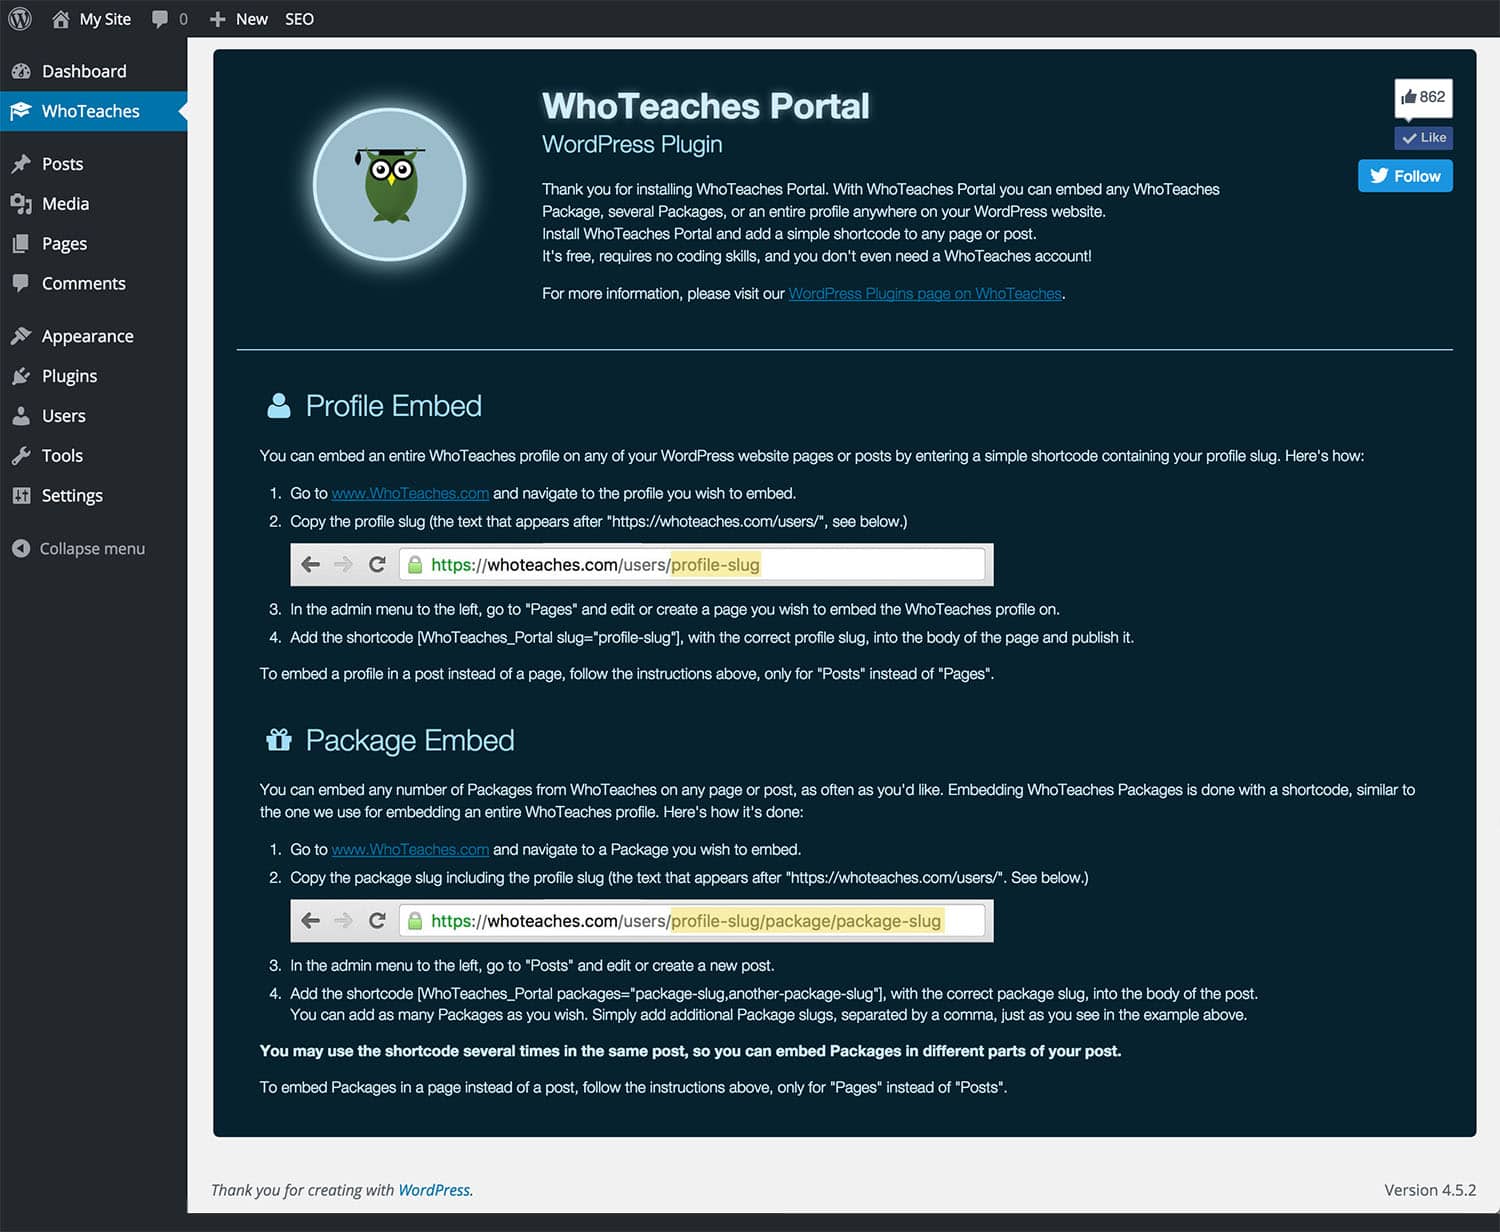 My Site 0 New SEO
Dashboard
WhoTeaches
Posts
Media
Pages
Comments
Appearance
Plugins
Users
Tools
Settings
Collapse menu
WhoTeaches Portal
WordPress Plugin
862
Like
Follow
Thank you for installing WhoTeaches Portal. With WhoTeaches Portal you can embed any WhoTeaches
Package, several Packages, or an entire profile anywhere on your WordPress website.
Install WhoTeaches Portal and add a simple shortcode to any page or post.
It's free, requires no coding skills, and you don't even need a WhoTeaches account!
For more information, please visit our WordPress Plugins page on WhoTeaches.
Profile Embed
You can embed an entire WhoTeaches profile on any of your WordPress website pages or posts by entering a simple shortcode containing your profile slug. Here's how:
1. Go to www.WhoTeaches.com and navigate to the profile you wish to embed.
2. Copy the profile slug (the text that appears after "https://whoteaches.com/users/", see below.)
https://whoteaches.com/users/profile-slug
3. In the admin menu to the left, go to "Pages" and edit or create a page you wish to embed the WhoTeaches profile on.
4. Add the shortcode [WhoTeaches_Portal slug="profile-slug"], with the correct profile slug, into the body of the page and publish it.
To embed a profile in a post instead of a page, follow the instructions above, only for "Posts" instead of "Pages".
Package Embed
You can embed any number of Packages from WhoTeaches on any page or post, as often as you'd like. Embedding WhoTeaches Packages is done with a shortcode, similar to
the one we use for embedding an entire WhoTeaches profile. Here's how it's done:
1. Go to www.WhoTeaches.com and navigate to a Package you wish to embed.
2. Copy the package slug including the profile slug (the text that appears after "https://whoteaches.com/users/". See below.)
https://whoteaches.com/users/profile-slug/package/package-slug
3. In the admin menu to the left, go to "Posts" and edit or create a new post.
4. Add the shortcode [WhoTeaches_Portal packages="package-slug,another-package-slug"], with the correct package slug, into the body of the post.
You can add as many Packages as you wish. Simply add additional Package slugs, separated by a comma, just as you see in the example above.
You may use the shortcode several times in the same post, so you can embed Packages in different parts of your post.
To embed Packages in a page instead of a post, follow the instructions above, only for "Pages" instead of "Posts".
Thank you for creating with WordPress.
Version 4.5.2